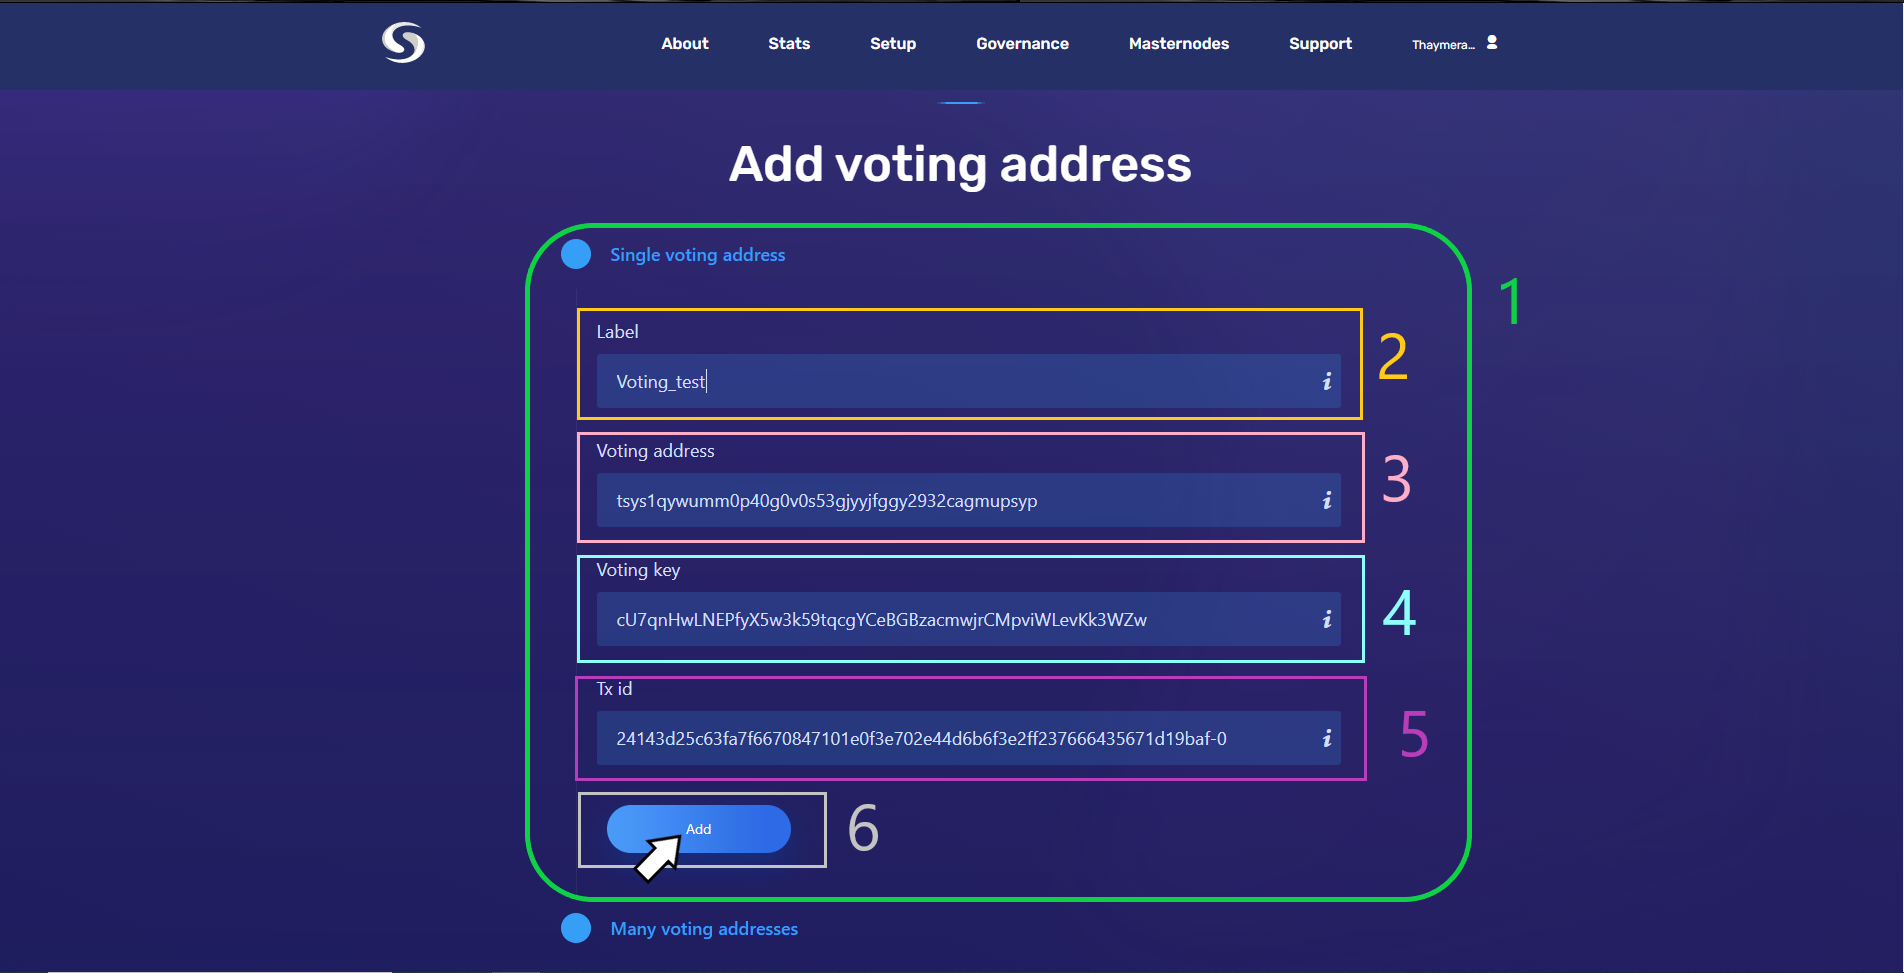 About Stats Setup Governance Masternodes Support Thaymera...
Add voting address
Single voting address
1
Label
2
Voting_test
Voting address
3
tsys1qywumm0p40g0v0s53gjyyjfggy2932cagmupsyp
Voting key
4
cU7qnHwLNEPfyX5w3k59tqcgYCeBGBzacmwjrCMpviWLevKk3WZw
Tx id
5
24143d25c63fa7f6670847101e0f3e702e44d6b6f3e2ff237666435671d19baf-0
Add
6
Many voting addresses